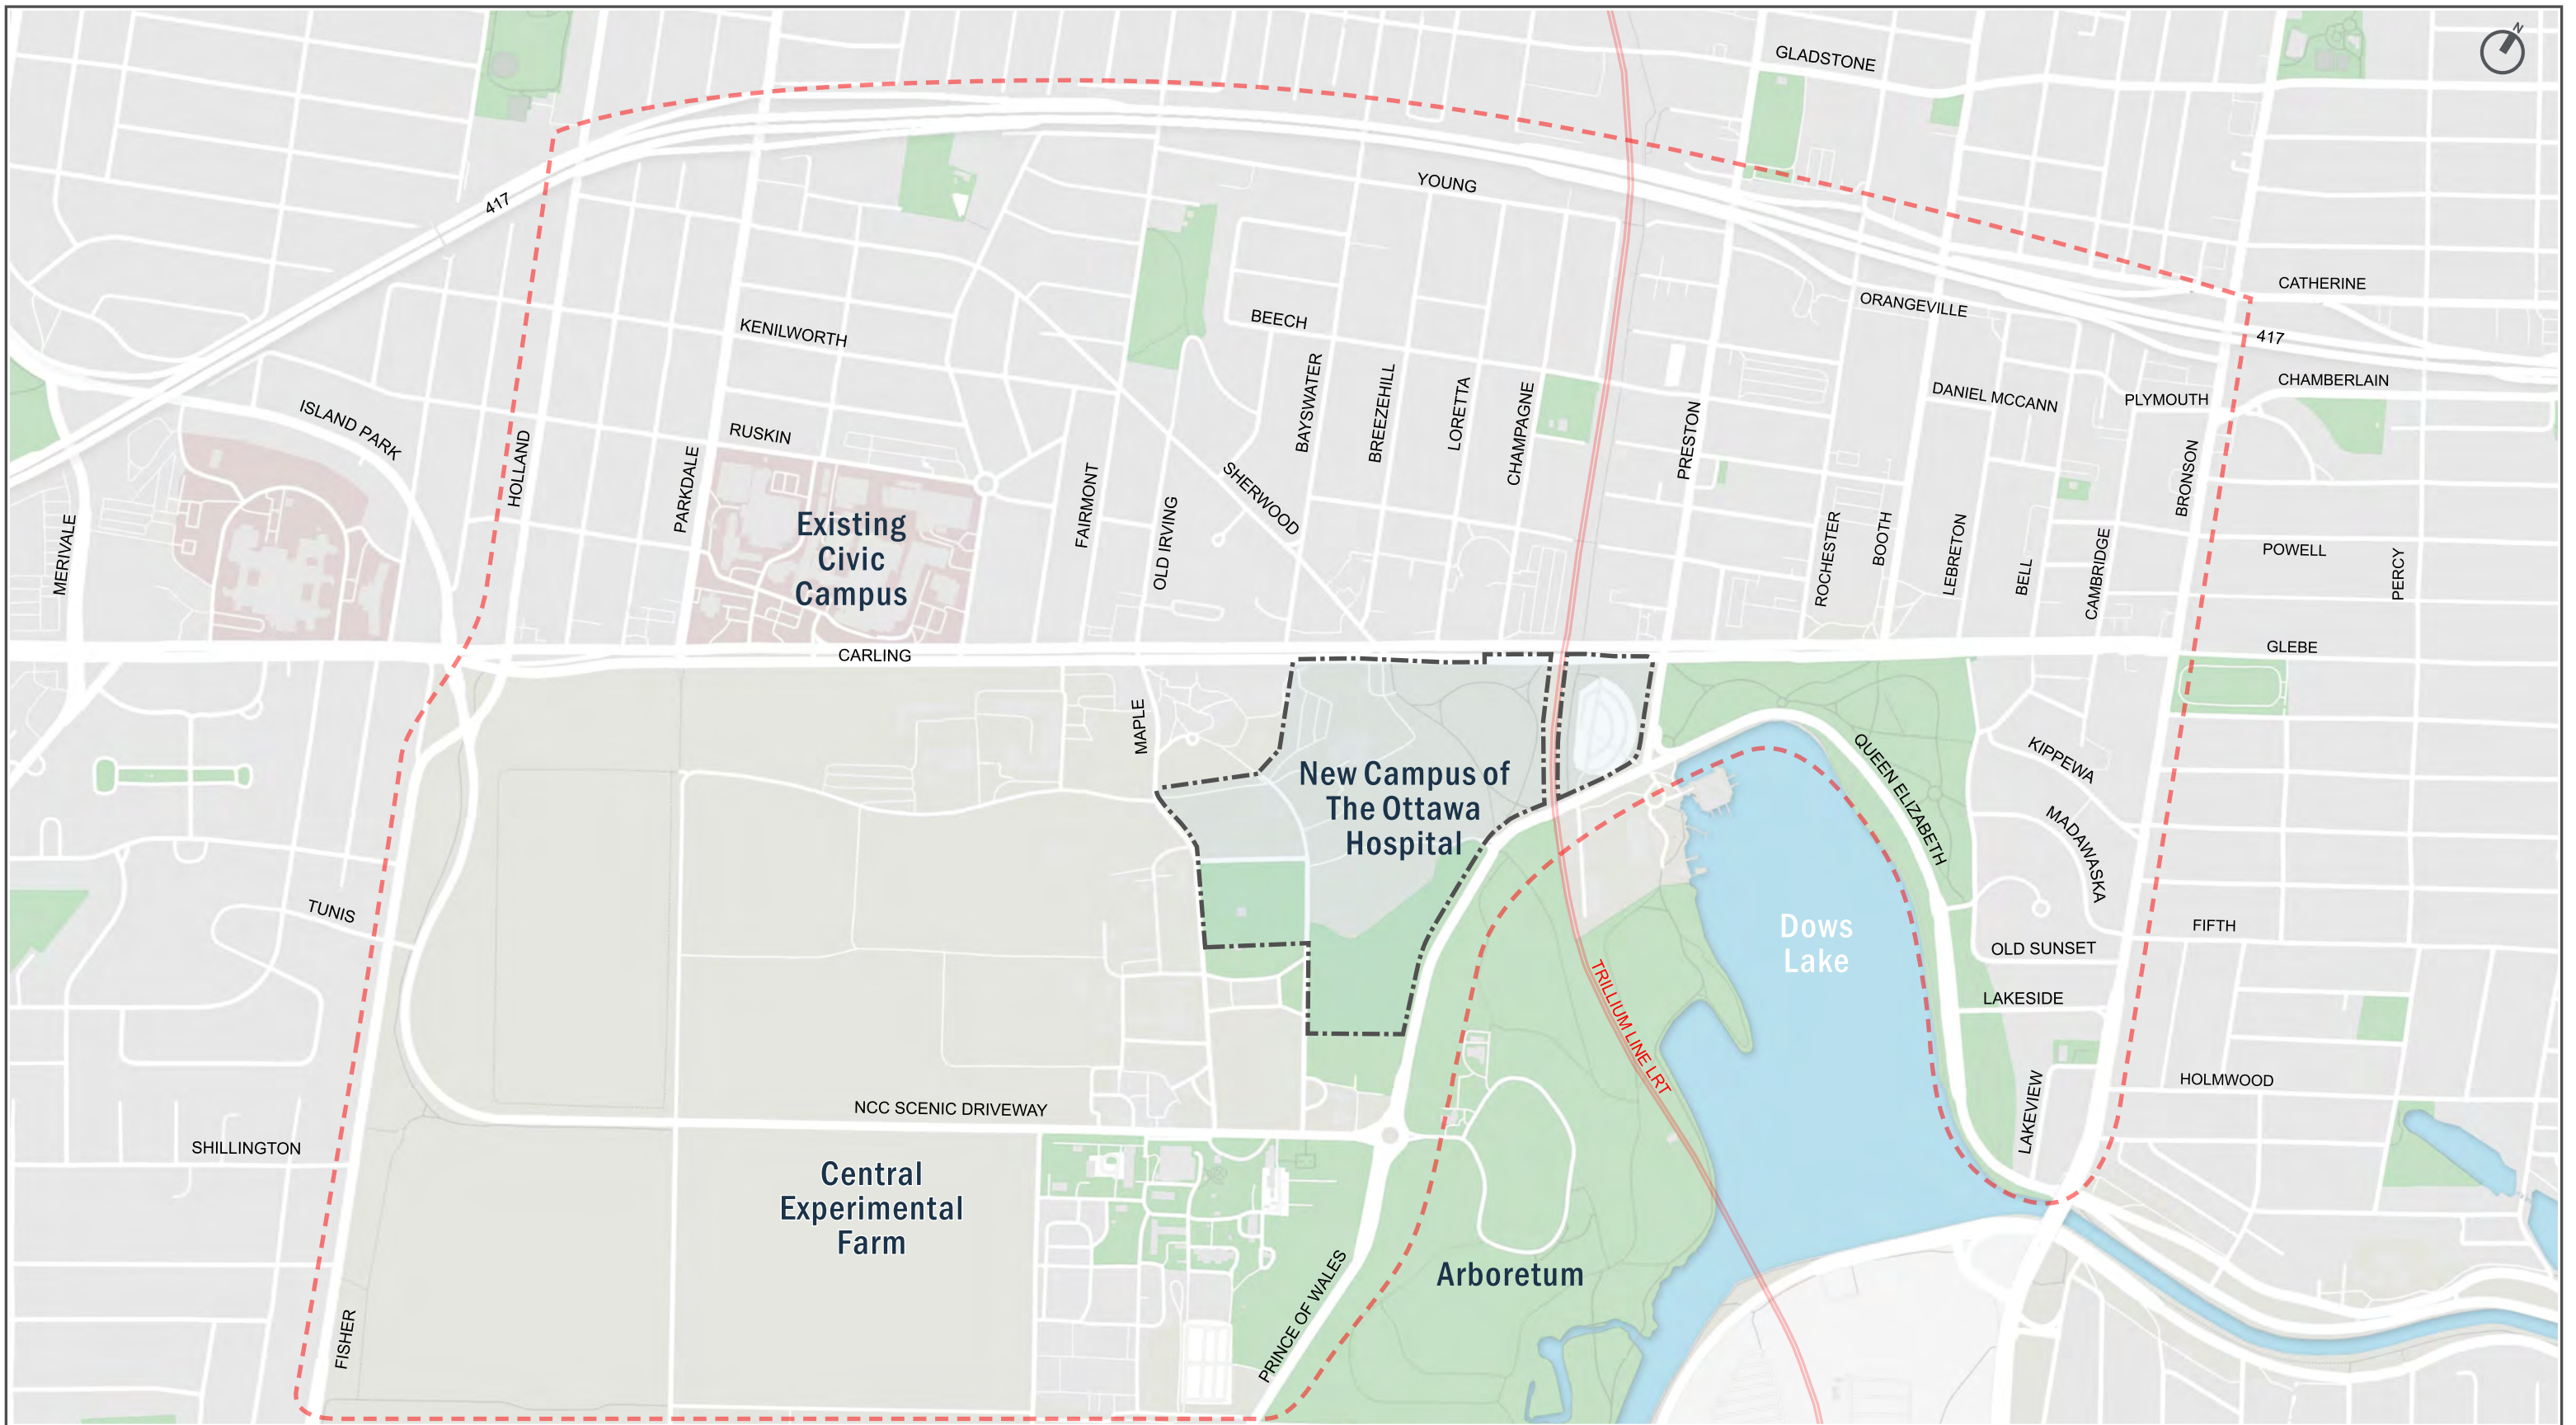 N
GLADSTONE
YOUNG
417
CATHERINE
ORANGEVILLE
BEECH
KENILWORTH
417
CHAMBERLAIN
DANIEL MCCANN
PLYMOUTH
ISLAND PARK
HOLLAND
RUSKIN
PARKDALE
BAYSWATER
BREEZEHILL
LORETTA
CHAMPAGNE
PRESTON
BRONSON
MERIVALE
Existing
Civic
Campus
FAIRMONT
OLD IRVING
SHERWOOD
ROCHESTER
BOOTH
LEBRETON
BELL
CAMBRIDGE
POWELL
PERCY
CARLING
GLEBE
MAPLE
New Campus of
The Ottawa
Hospital
QUEEN ELIZABETH
KIPPEWA
MADAWASKA
TUNIS
Dows
Lake
FIFTH
OLD SUNSET
LAKESIDE
TRILLIUM LINE LRT
HOLMWOOD
LAKEVIEW
NCC SCENIC DRIVEWAY
SHILLINGTON
Central
Experimental
Farm
Arboretum
PRINCE OF WALES
FISHER